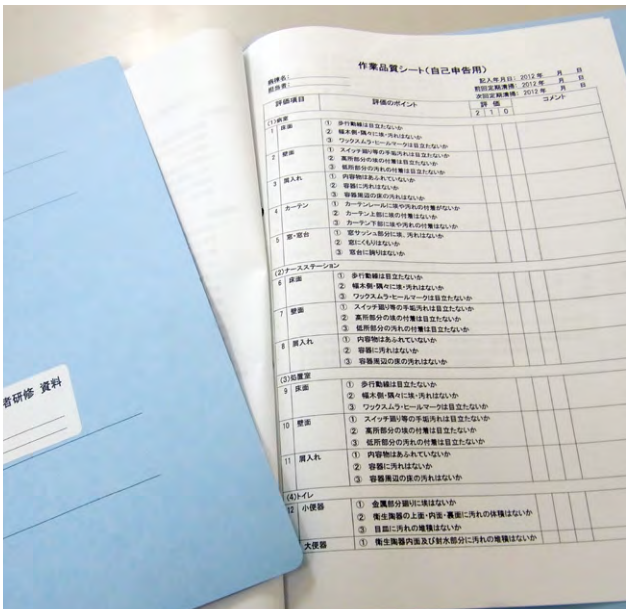 作業品質シート(自己申告用)
病棟名:
担当者:
記入年月日: 2012 年 月 日
前回定期清掃: 2012 年 月 日
次回定期清掃: 2012 年 月 日
評価項目 評価のポイント 評 価 コメント
2 1 0
(1)病室
1 床面 ① 歩行動線は目立たないか
② 幅木側・隅々に埃・汚れはないか
③ ワックスムラ・ヒールマークは目立たないか
2 壁面 ① スイッチ廻り等の手垢汚れは目立たないか
② 高所部分の埃の付着は目立たないか
③ 低所部分の汚れの付着は目立たないか
3 屑入れ ① 内容物はあふれていないか
② 容器に汚れはないか
③ 容器周辺の床の汚れはないか
4 カーテン ① カーテンレールに埃や汚れの付着がないか
② カーテン上部に埃の付着はないか
③ カーテン下部に埃や汚れの付着はないか
5 窓・窓台 ① 窓サッシュ部分に埃、汚れはないか
② 窓にくもりはないか
③ 窓台に拘りはないか
(2)ナースステーション
6 床面 ① 歩行動線は目立たないか
② 幅木側・隅々に埃・汚れはないか
③ ワックスムラ・ヒールマークは目立たないか
7 壁面 ① スイッチ廻り等の手垢汚れは目立たないか
② 高所部分の埃の付着は目立たないか
③ 低所部分の汚れの付着は目立たないか
8 屑入れ ① 内容物はあふれていないか
② 容器に汚れはないか
③ 容器周辺の床の汚れはないか
(3)処置室
9 床面 ① 歩行動線は目立たないか
② 幅木側・隅々に埃・汚れはないか
③ ワックスムラ・ヒールマークは目立たないか
10 壁面 ① スイッチ廻り等の手垢汚れは目立たないか
② 高所部分の埃の付着は目立たないか
③ 低所部分の汚れの付着は目立たないか
11 屑入れ ① 内容物はあふれていないか
② 容器に汚れはないか
③ 容器周辺の床の汚れはないか
(4)トイレ
12 小便器 ① 金属部分廻りに埃はないか
② 衛生陶器の上面・内面・裏面に汚れの体積はないか
③ 目皿に汚れの堆積はないか
大便器 ① 衛生陶器内面及び封水部分に汚れの堆積はないか
者研修 資料